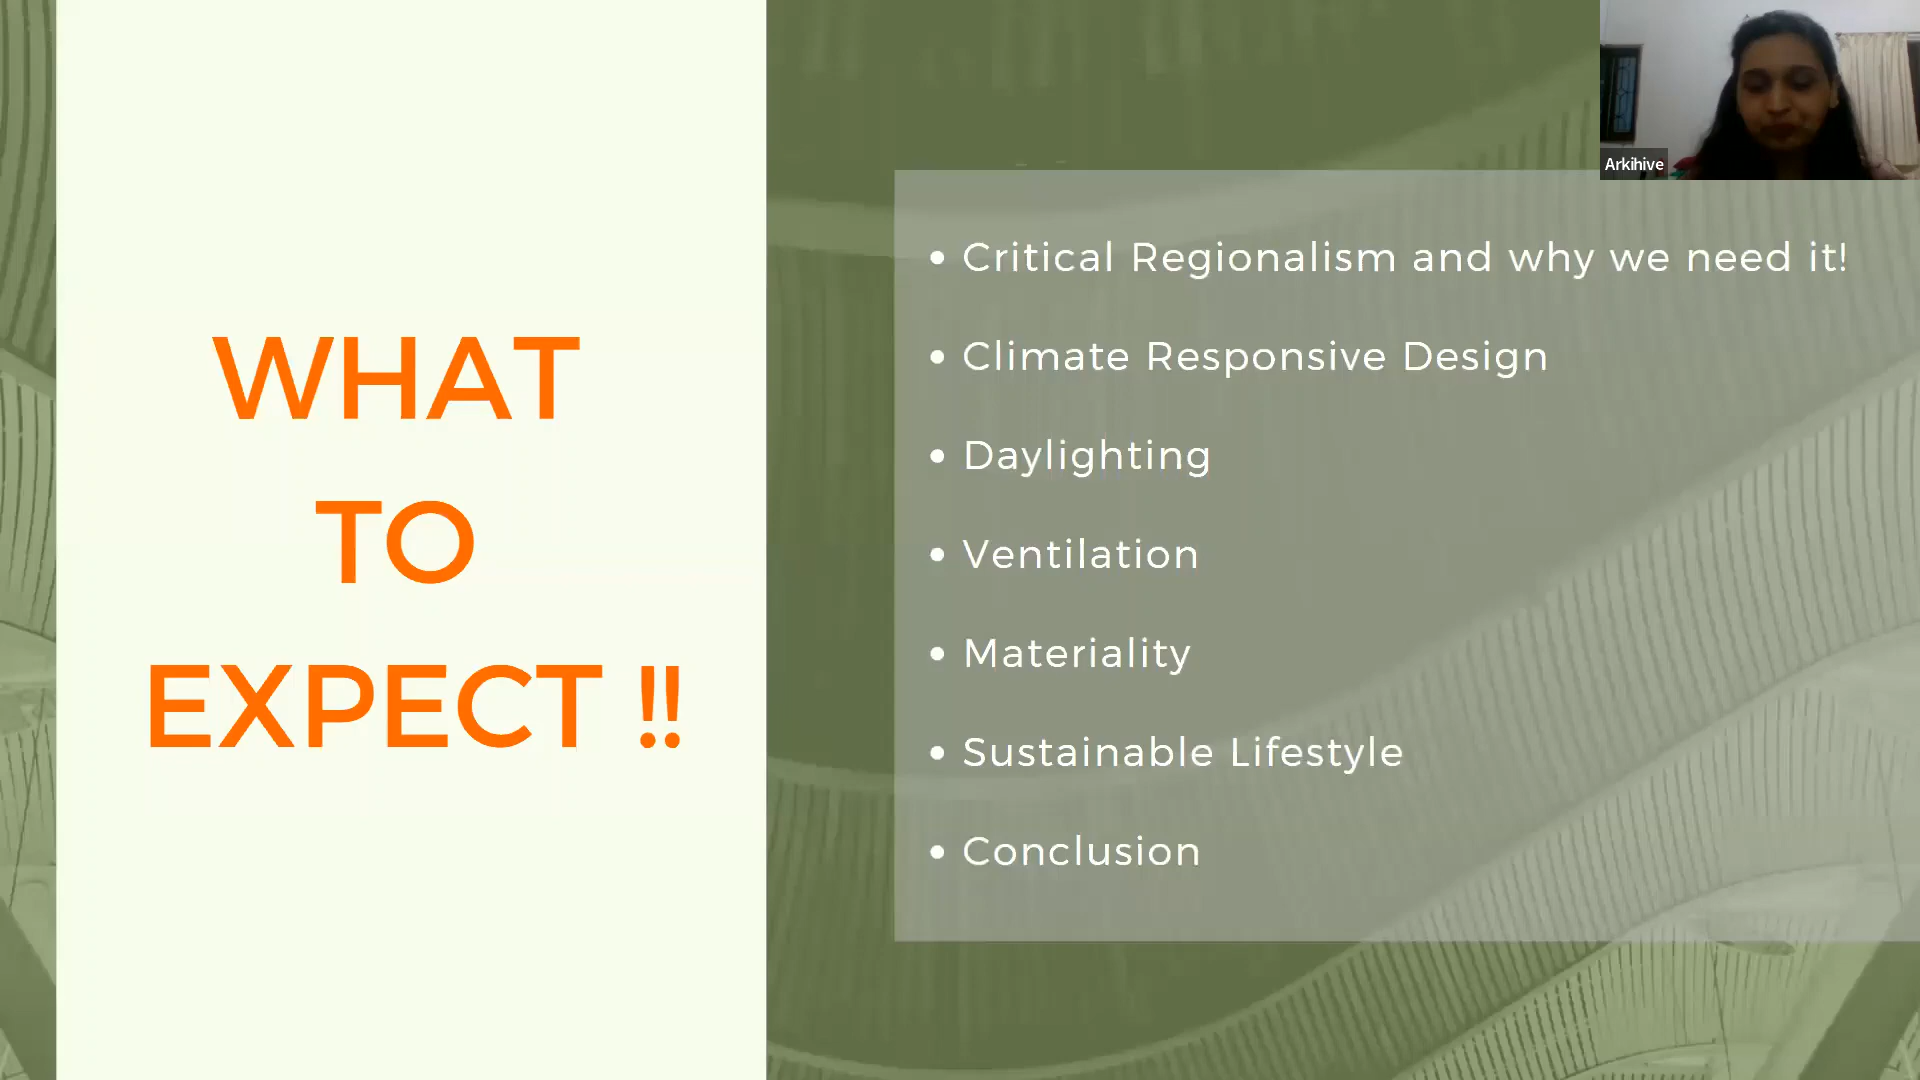 WHAT
TO
EXPECT !!
Arkihive
• Critical Regionalism and why we need it!
• Climate Responsive Design
• Daylighting
• Ventilation
• Materiality
• Sustainable Lifestyle
• Conclusion